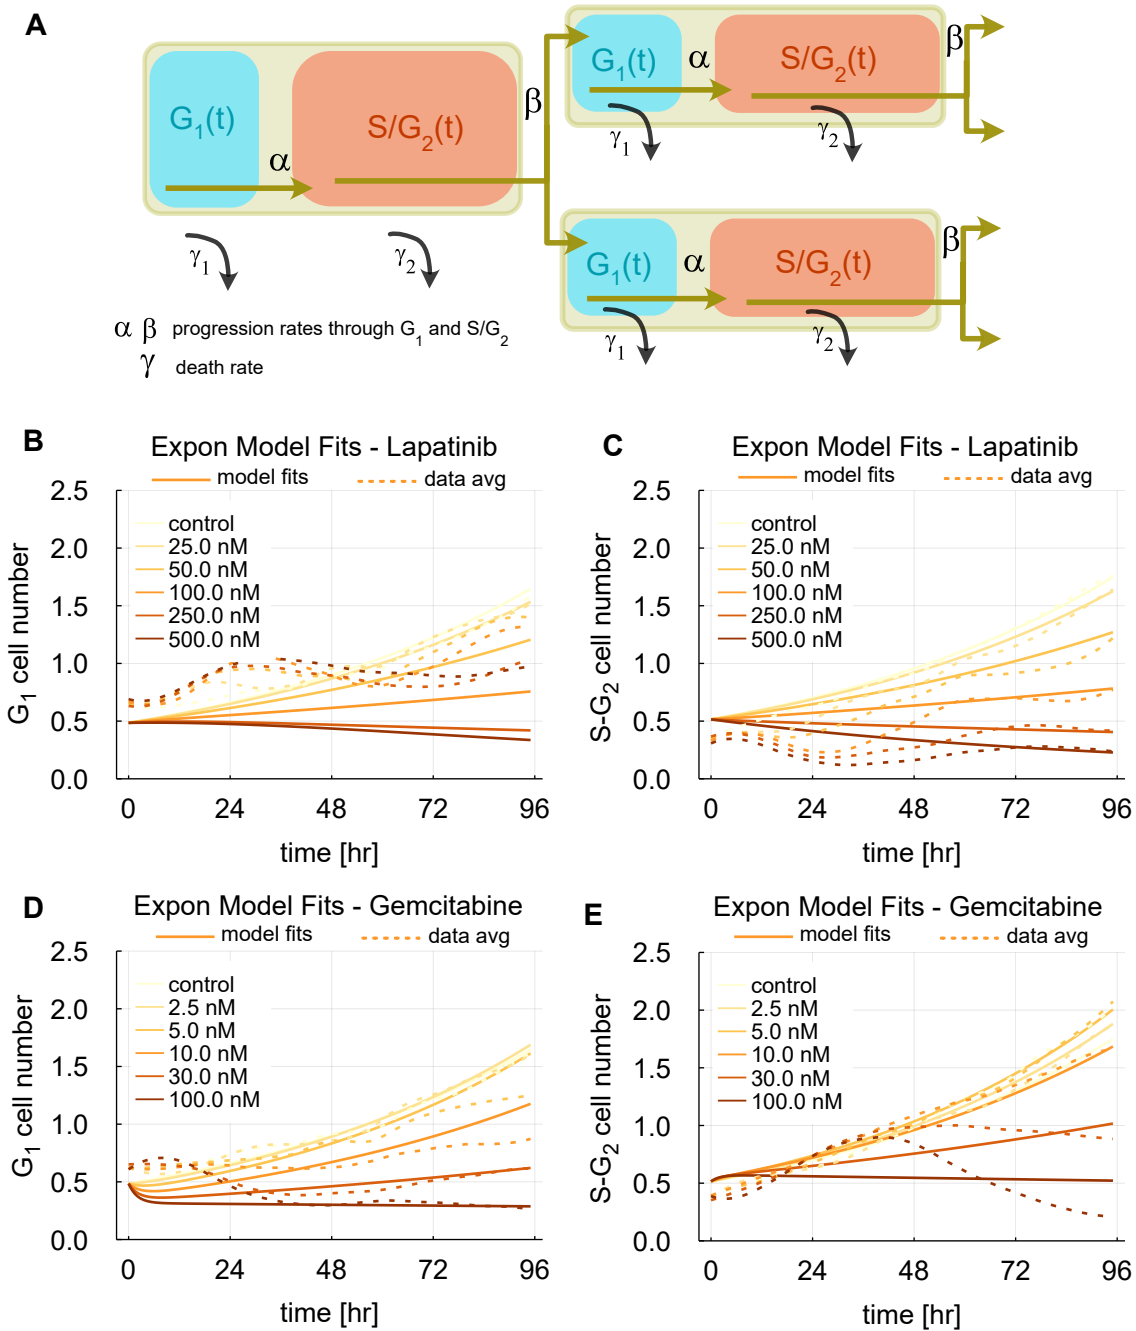 A
G1(t)
α
S/G2(t)
β
γ1
γ2
G1(t)
α
S/G2(t)
β
γ1
γ2
G1(t)
α
S/G2(t)
β
γ1
γ2
α β progression rates through G1 and S/G2
γ death rate
B
Expon Model Fits - Lapatinib
model fits
data avg
2.5
2.0
1.5
1.0
0.5
0.0
G1 cell number
control
25.0 nM
50.0 nM
100.0 nM
250.0 nM
500.0 nM
0 24 48 72 96
time [hr]
C
Expon Model Fits - Lapatinib
model fits
data avg
2.5
2.0
1.5
1.0
0.5
0.0
S-G2 cell number
control
25.0 nM
50.0 nM
100.0 nM
250.0 nM
500.0 nM
0 24 48 72 96
time [hr]
D
Expon Model Fits - Gemcitabine
model fits
data avg
2.5
2.0
1.5
1.0
0.5
0.0
G1 cell number
control
2.5 nM
5.0 nM
10.0 nM
30.0 nM
100.0 nM
0 24 48 72 96
time [hr]
E
Expon Model Fits - Gemcitabine
model fits
data avg
2.5
2.0
1.5
1.0
0.5
0.0
S-G2 cell number
control
2.5 nM
5.0 nM
10.0 nM
30.0 nM
100.0 nM
0 24 48 72 96
time [hr]